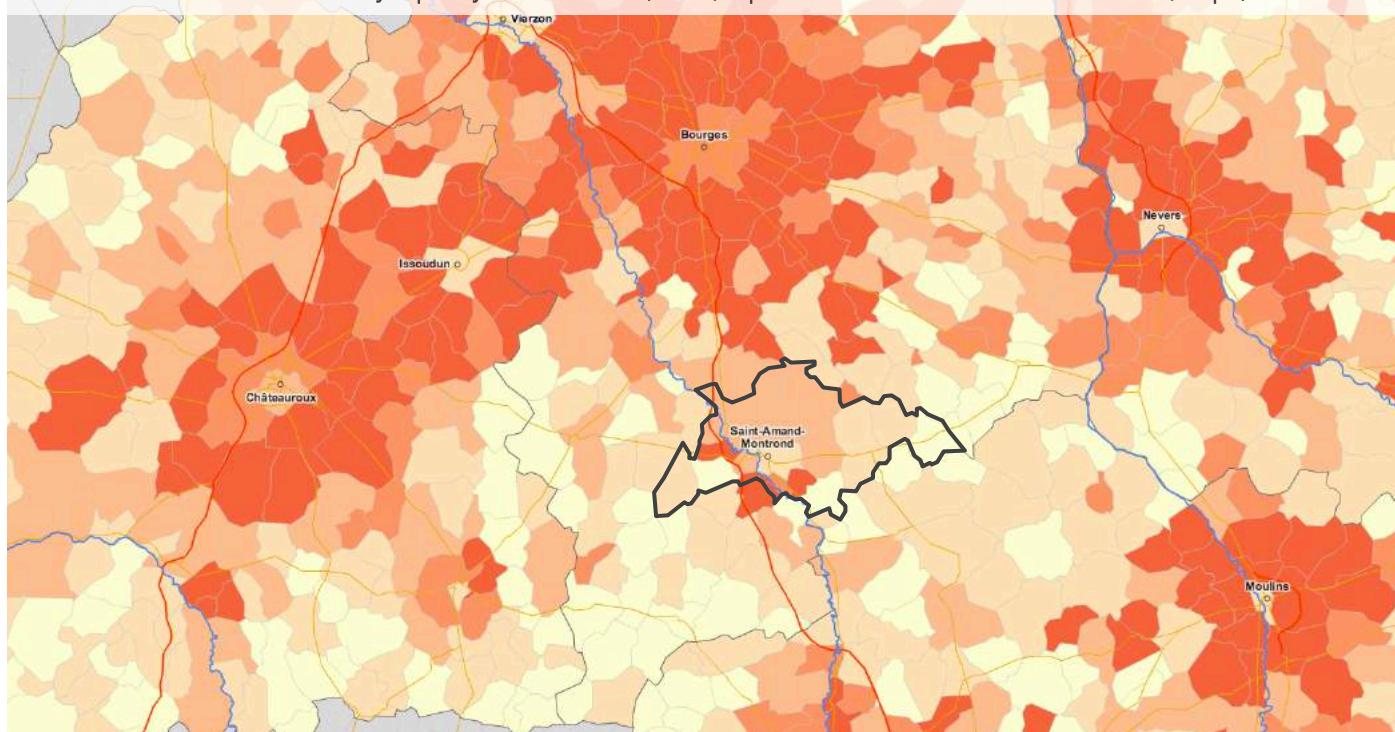 Vierzon
Bourges
Nevers
Issoudun
Châteauroux
Saint-Amand-
Montrond
Moulins